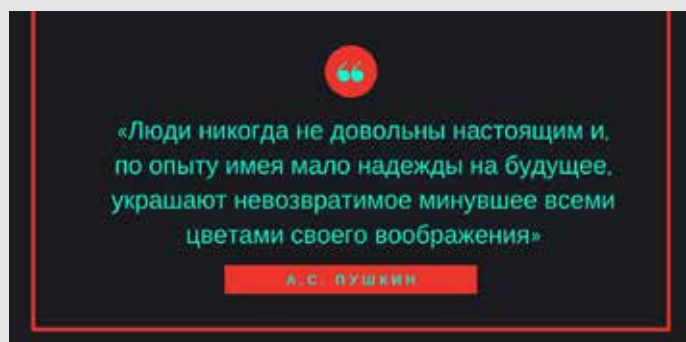 ❝
«Люди никогда не довольны настоящим и,
по опыту имея мало надежды на будущее,
украшают невозвратимое минувшее всеми
цветами своего воображения»
А.С. ПУШКИН